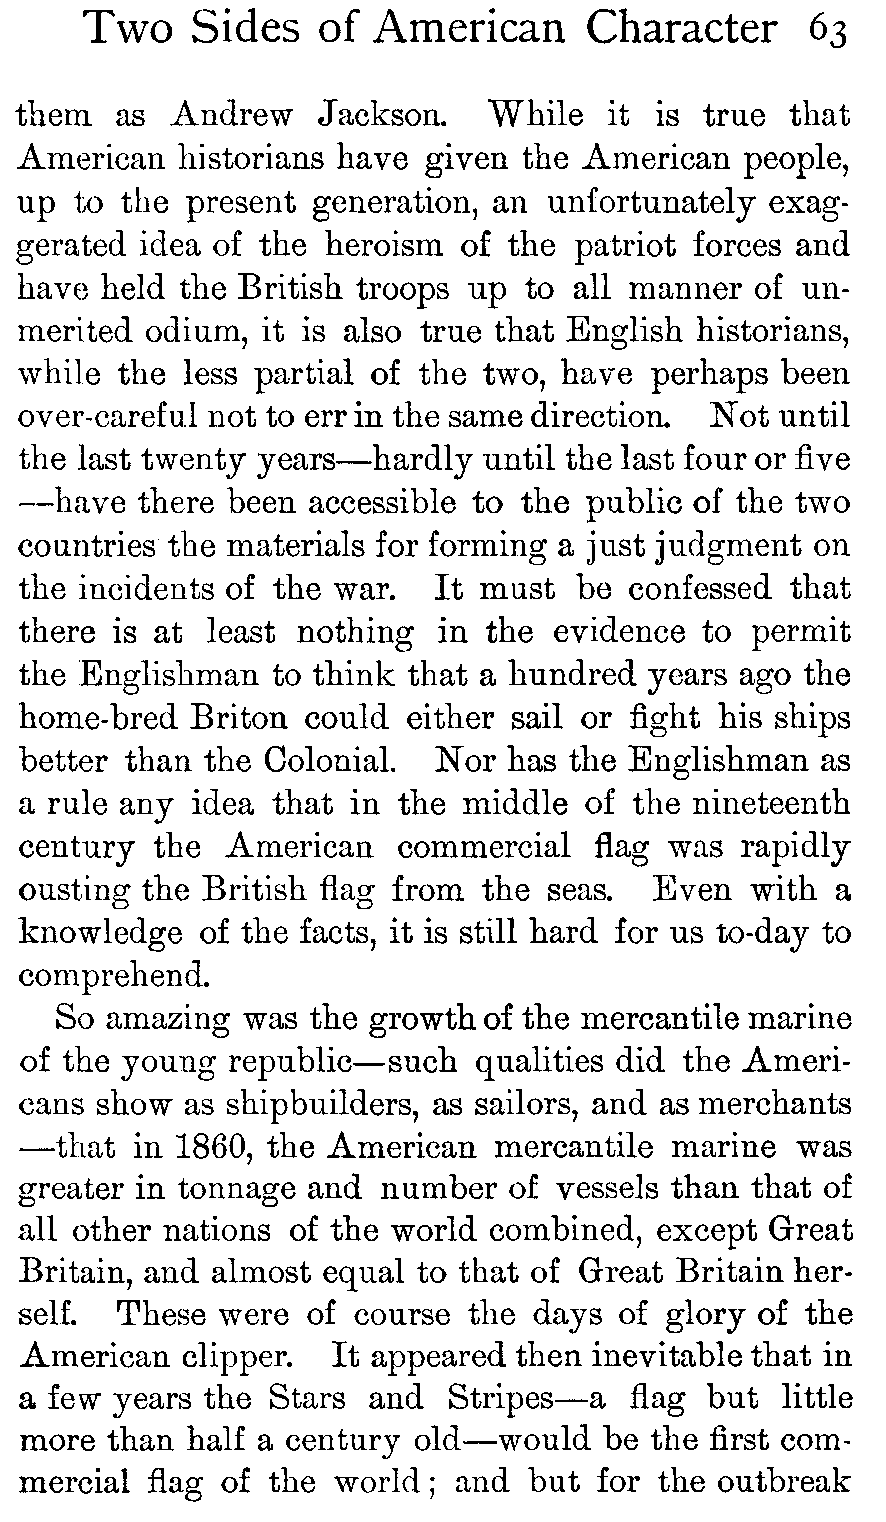 Two Sides of American Character 63
them as Andrew Jackson. While it is true that
American historians have given the American people,
up to the present generation, an unfortunately exag-
gerated idea of the heroism of the patriot forces and
have held the British troops up to all manner of un-
merited odium, it is also true that English historians,
while the less partial of the two, have perhaps been
over-careful not to err in the same direction. Not until
the last twenty years—hardly until the last four or five
—have there been accessible to the public of the two
countries the materials for forming a just judgment on
the incidents of the war. It must be confessed that
there is at least nothing in the evidence to permit
the Englishman to think that a hundred years ago the
home-bred Briton could either sail or fight his ships
better than the Colonial. Nor has the Englishman as
a rule any idea that in the middle of the nineteenth
century the American commercial flag was rapidly
ousting the British flag from the seas. Even with a
knowledge of the facts, it is still hard for us to-day to
comprehend.
So amazing was the growth of the mercantile marine
of the young republic—such qualities did the Ameri-
cans show as shipbuilders, as sailors, and as merchants
—that in 1860, the American mercantile marine was
greater in tonnage and number of vessels than that of
all other nations of the world combined, except Great
Britain, and almost equal to that of Great Britain her-
self. These were of course the days of glory of the
American clipper. It appeared then inevitable that in
a few years the Stars and Stripes—a flag but little
more than half a century old—would be the first com-
mercial flag of the world; and but for the outbreak